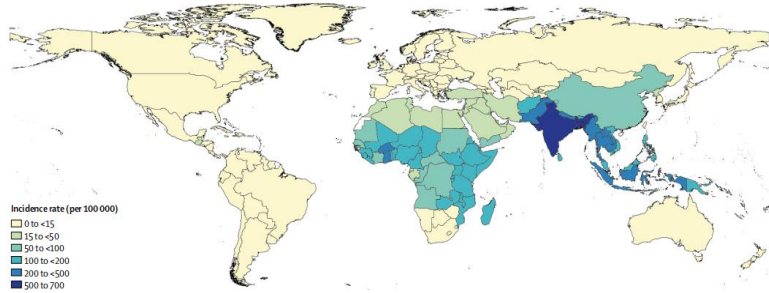 Incidence rate (per 100 000)
0 to <15
15 to <50
50 to <100
100 to <200
200 to <500
500 to 700